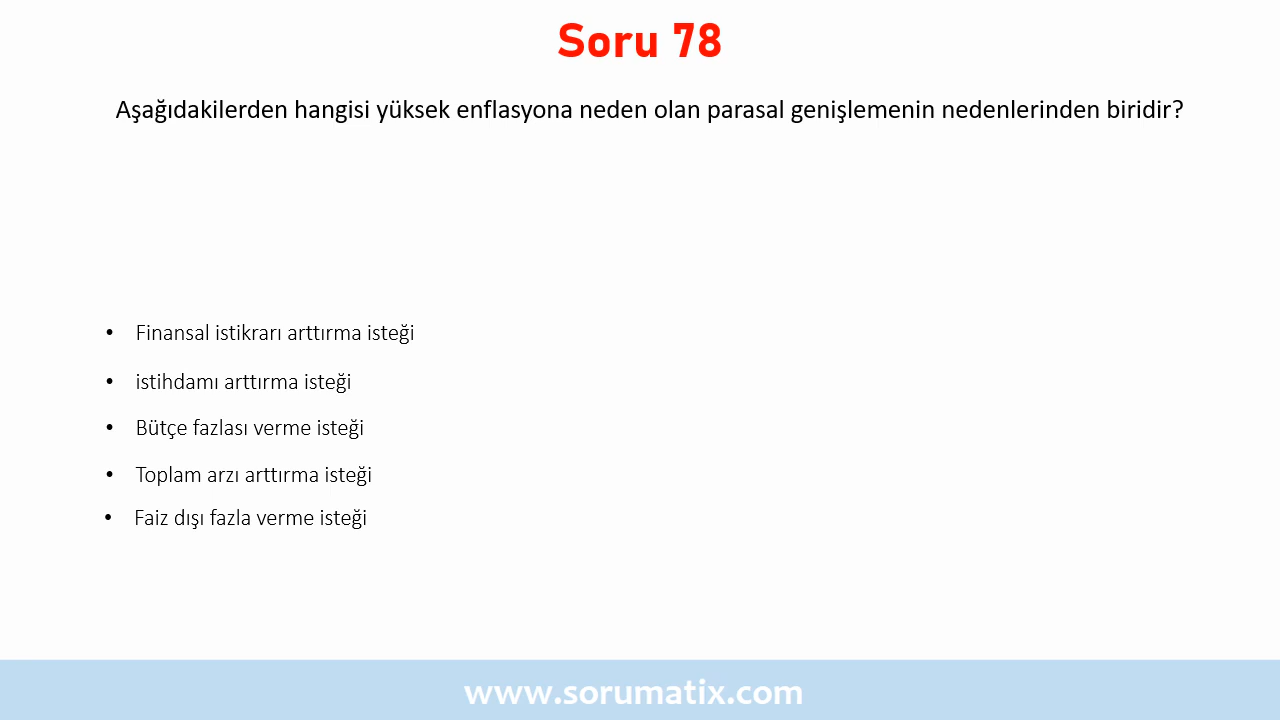 Soru 78
Aşağıdakilerden hangisi yüksek enflasyona neden olan parasal genişlemenin nedenlerinden biridir?
• Finansal istikrarı arttırma isteği
• istihdamı arttırma isteği
• Bütçe fazlası verme isteği
• Toplam arzı arttırma isteği
• Faiz dışı fazla verme isteği
www.sorumatix.com